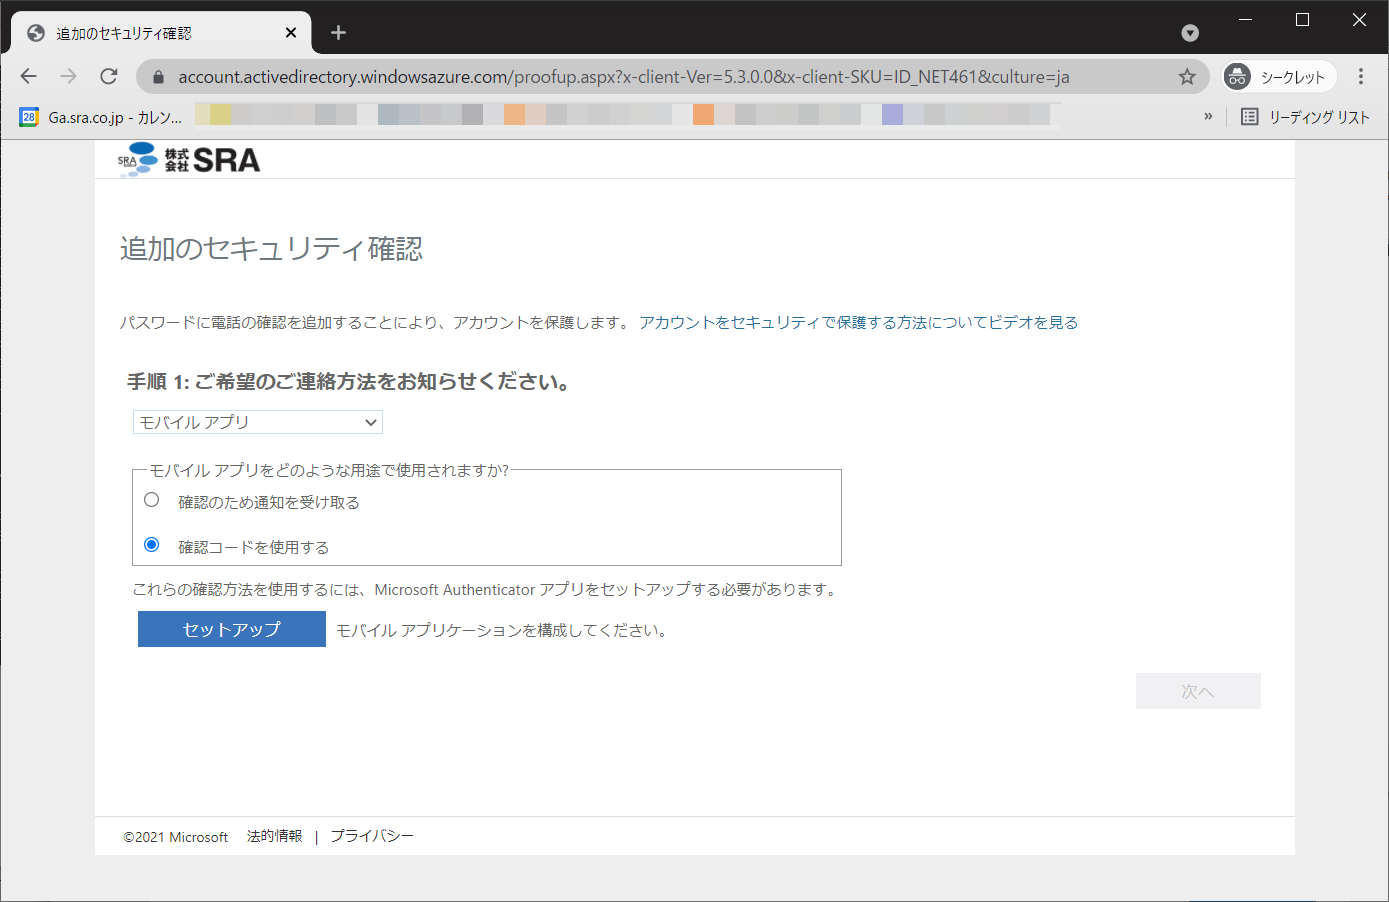 追加のセキュリティ確認
account.activedirectory.windowsazure.com/proofup.aspx?x-client-Ver=5.3.0.0&x-client-SKU=ID_NET461&culture=ja
シークレット
28
Ga.sra.co.jp - カレン...
»
リーディング リスト
SRA 株式会社 SRA
追加のセキュリティ確認
パスワードに電話の確認を追加することにより、アカウントを保護します。 アカウントをセキュリティで保護する方法についてビデオを見る
手順 1: ご希望のご連絡方法をお知らせください。
モバイル アプリ
モバイル アプリをどのような用途で使用されますか?
確認のため通知を受け取る
確認コードを使用する
これらの確認方法を使用するには、Microsoft Authenticator アプリをセットアップする必要があります。
セットアップ モバイル アプリケーションを構成してください。
次へ
©2021 Microsoft 法的情報 | プライバシー